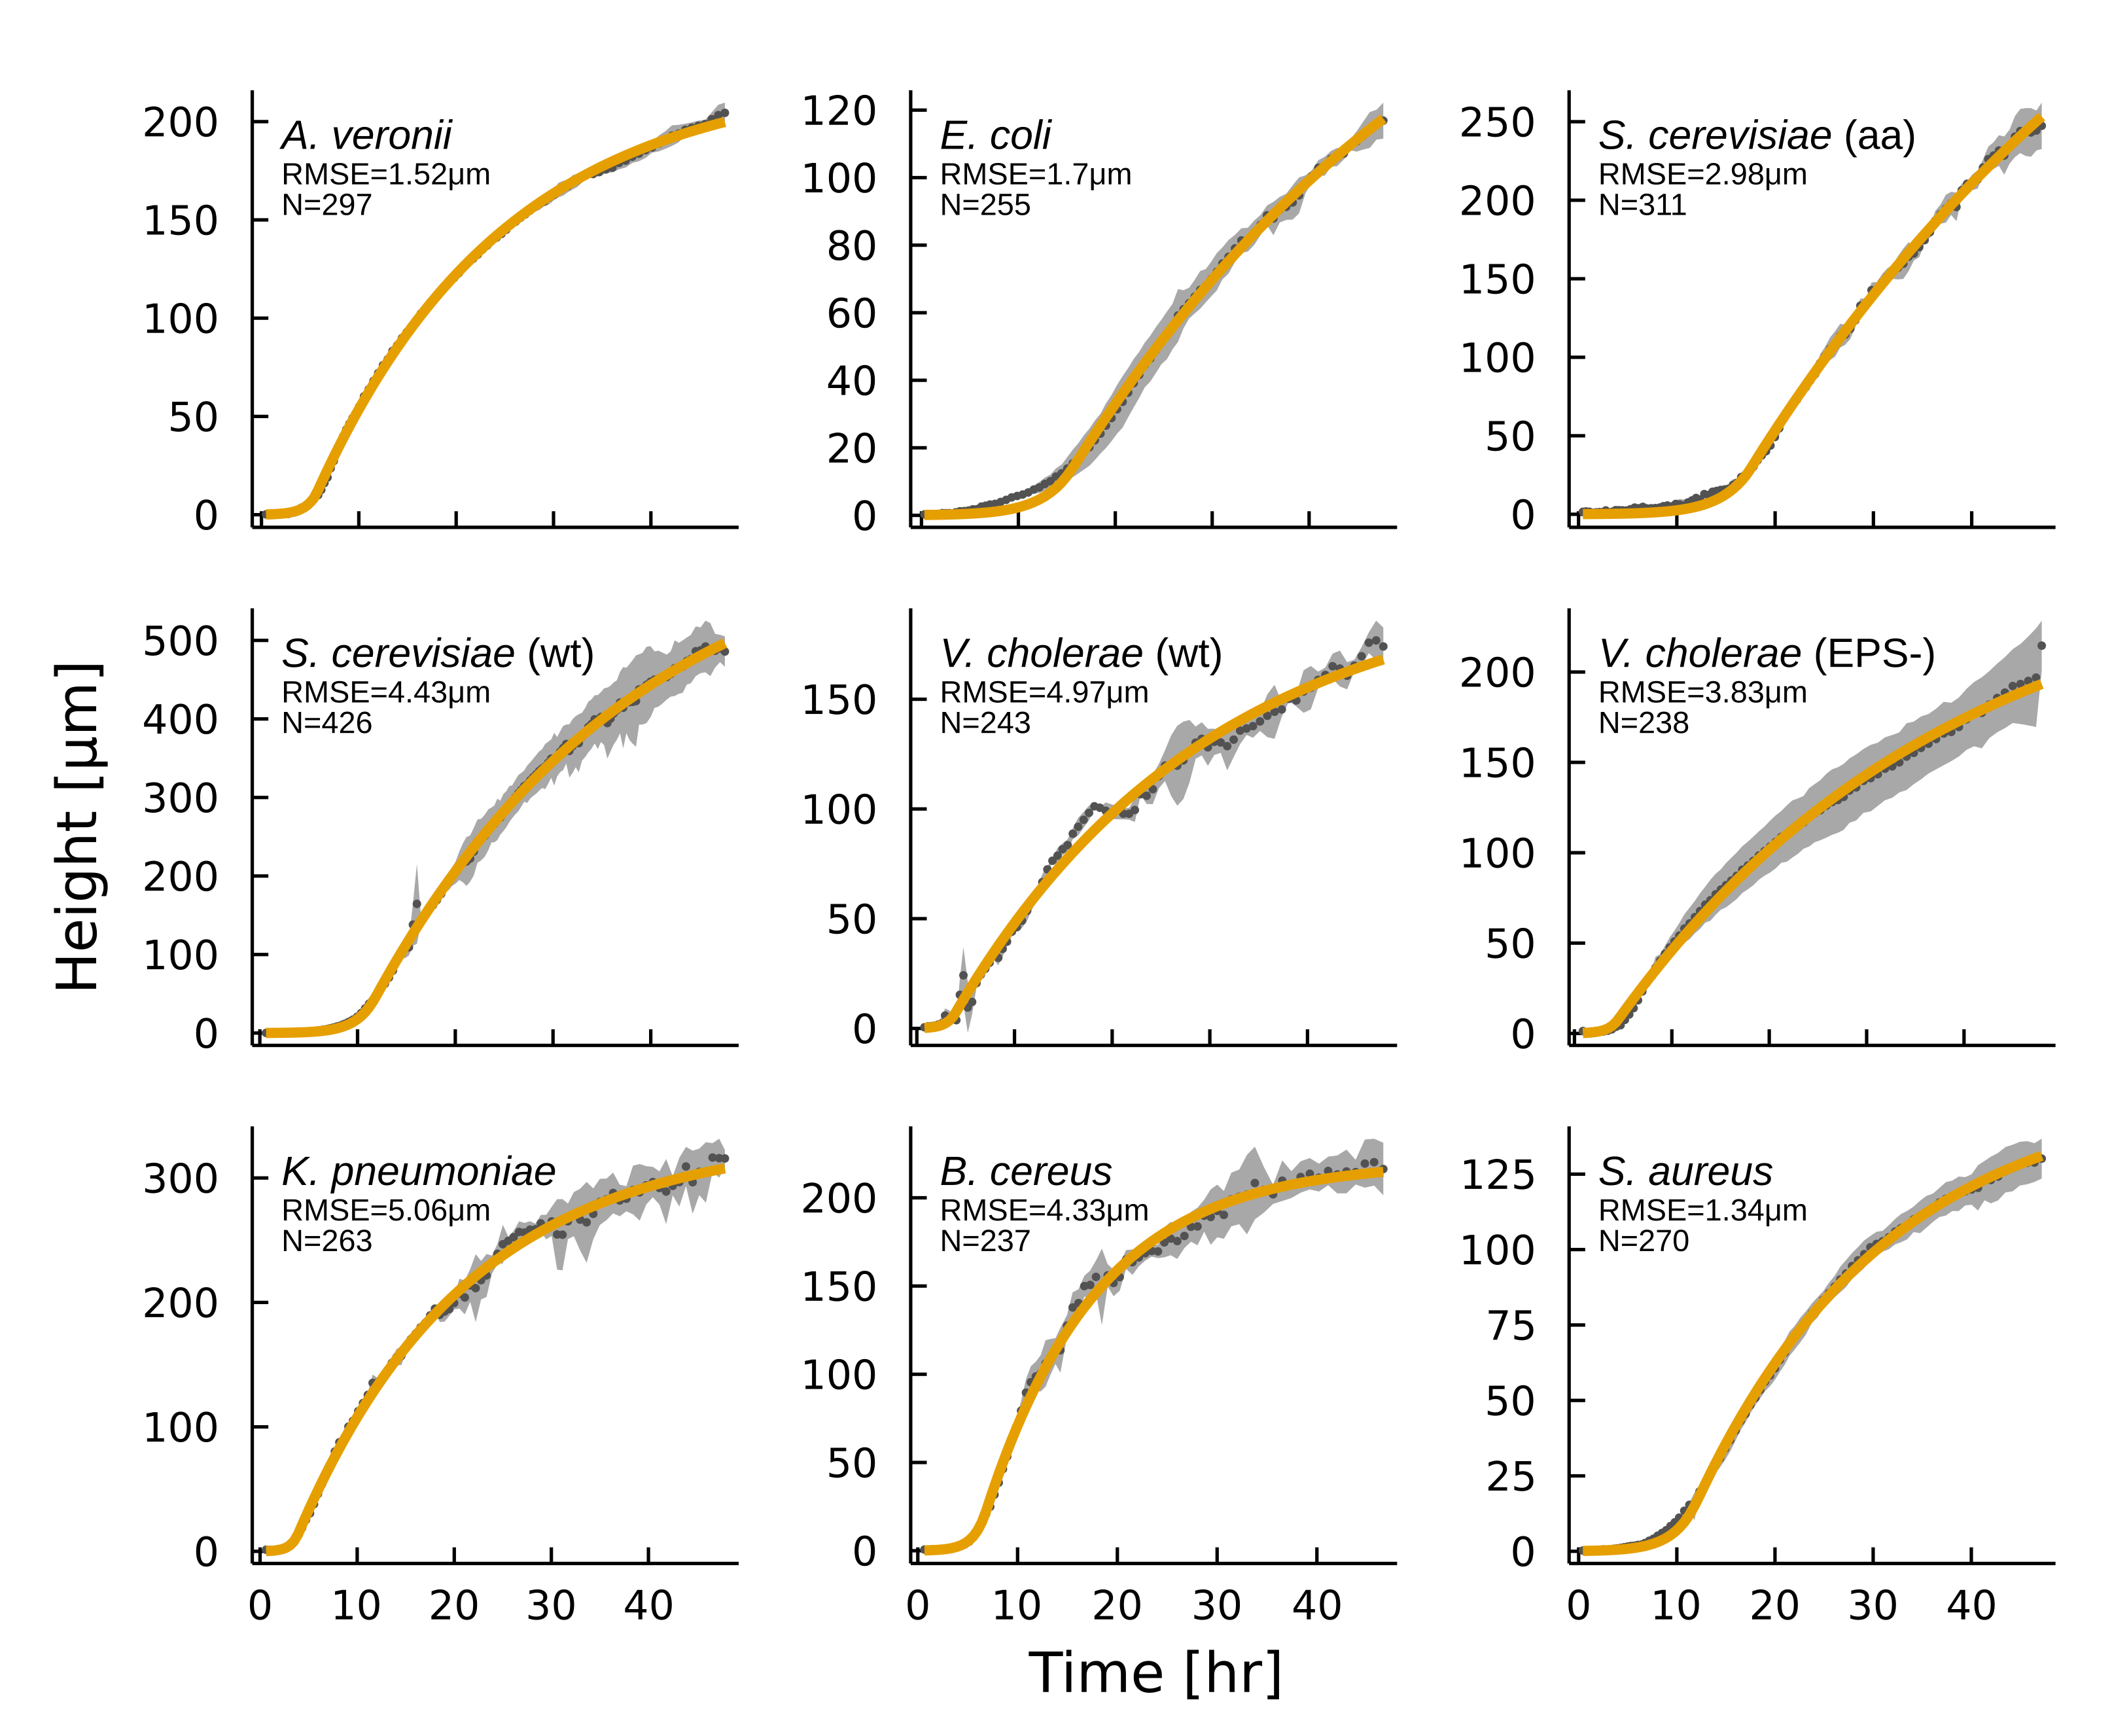 200
150
100
50
0
A. veronii
RMSE=1.52μm
N=297
120
100
80
60
40
20
0
E. coli
RMSE=1.7μm
N=255
250
200
150
100
50
0
S. cerevisiae (aa)
RMSE=2.98μm
N=311
Height [μm]
500
400
300
200
100
0
S. cerevisiae (wt)
RMSE=4.43μm
N=426
150
100
50
0
V. cholerae (wt)
RMSE=4.97μm
N=243
200
150
100
50
0
V. cholerae (EPS-)
RMSE=3.83μm
N=238
300
200
100
0
K. pneumoniae
RMSE=5.06μm
N=263
0 10 20 30 40
200
150
100
50
0
B. cereus
RMSE=4.33μm
N=237
0 10 20 30 40
125
100
75
50
25
0
S. aureus
RMSE=1.34μm
N=270
0 10 20 30 40
Time [hr]